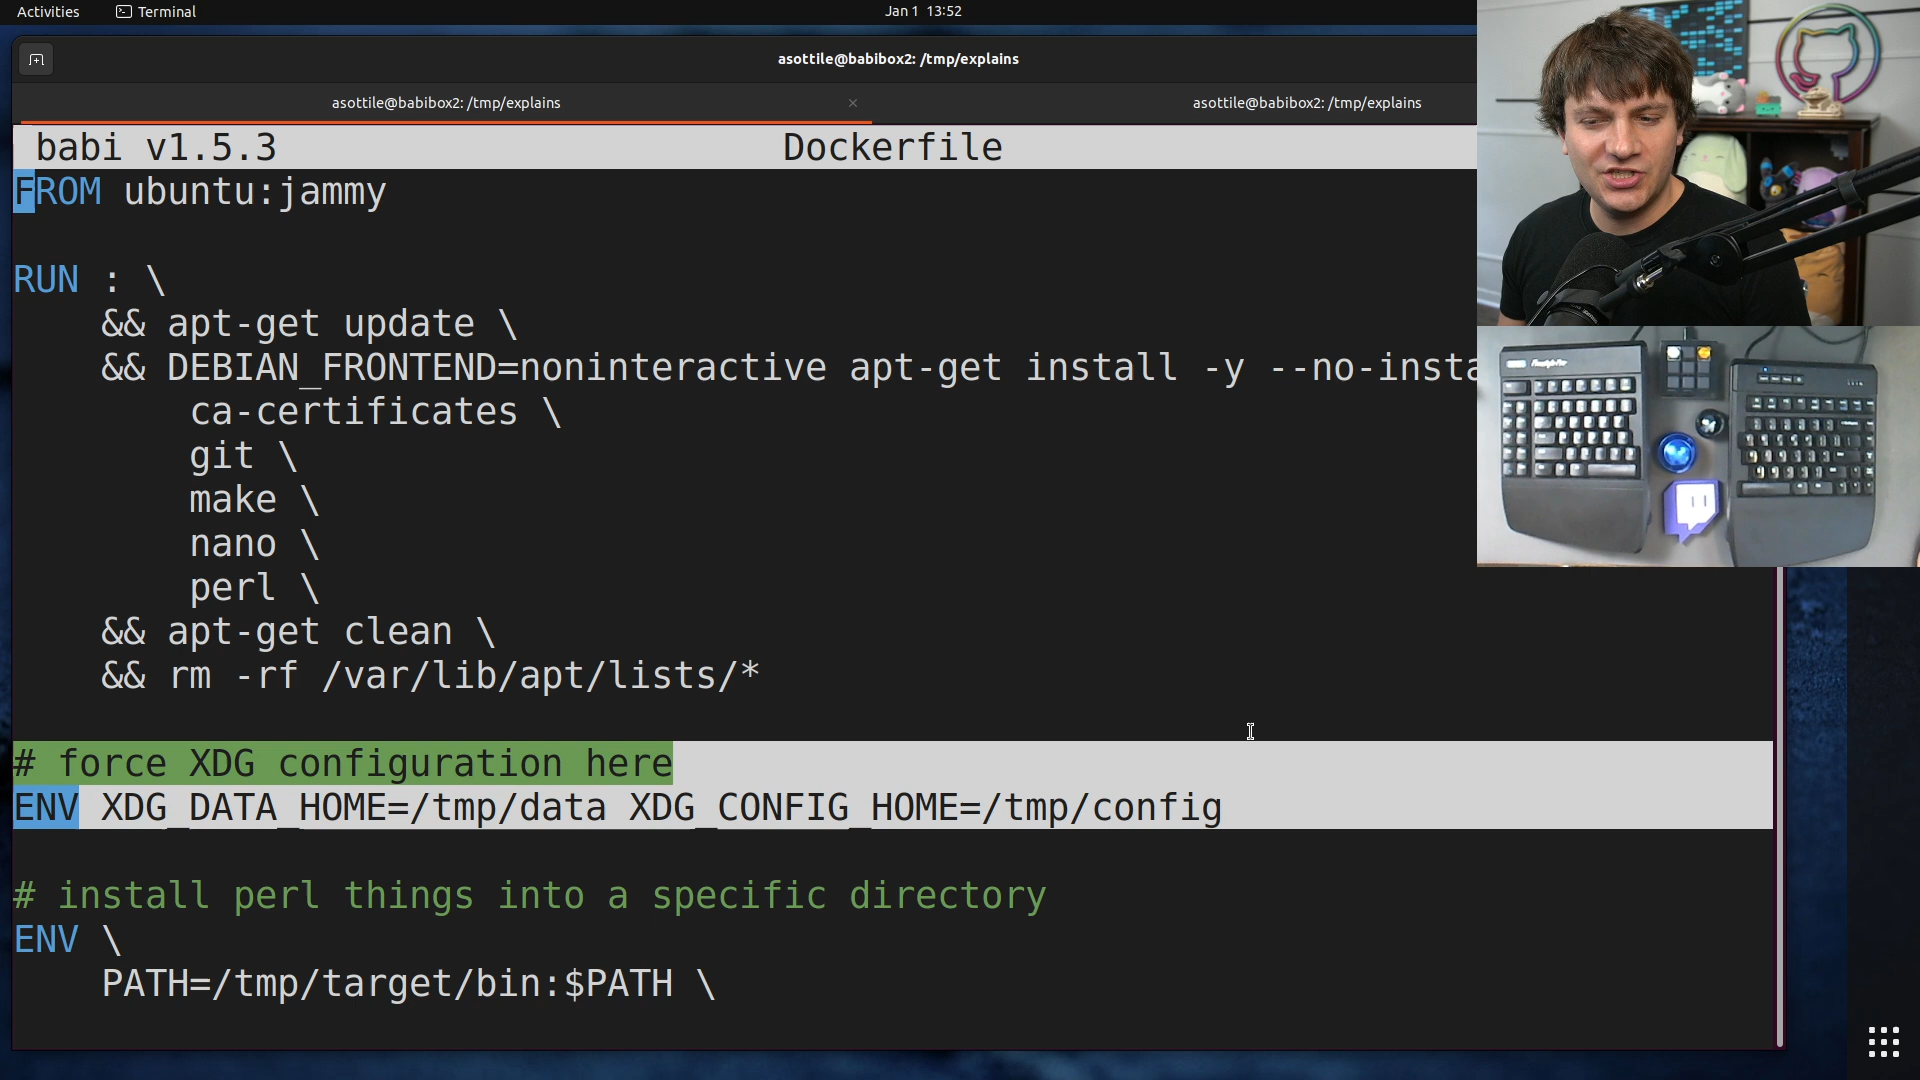 Activities
Terminal
Jan 1 13:52
asottile@babibox2: /tmp/explains
asottile@babibox2: /tmp/explains ×
asottile@babibox2: /tmp/explains
babi v1.5.3 Dockerfile
FROM ubuntu:jammy
RUN : \
&& apt-get update \
&& DEBIAN_FRONTEND=noninteractive apt-get install -y --no-insta
ca-certificates \
git \
make \
nano \
perl \
&& apt-get clean \
&& rm -rf /var/lib/apt/lists/*
# force XDG configuration here
ENV XDG_DATA_HOME=/tmp/data XDG_CONFIG_HOME=/tmp/config
# install perl things into a specific directory
ENV \
PATH=/tmp/target/bin:$PATH \